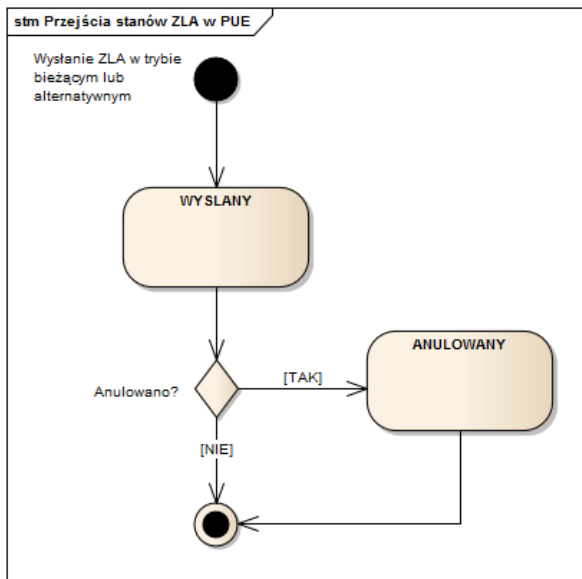 stm Przejścia stanów ZLA w PUE
Wysłanie ZLA w trybie
bieżącym lub
alternatywnym
WYSLANY
ANULOWANY
Anulowano?
[TAK]
[NIE]